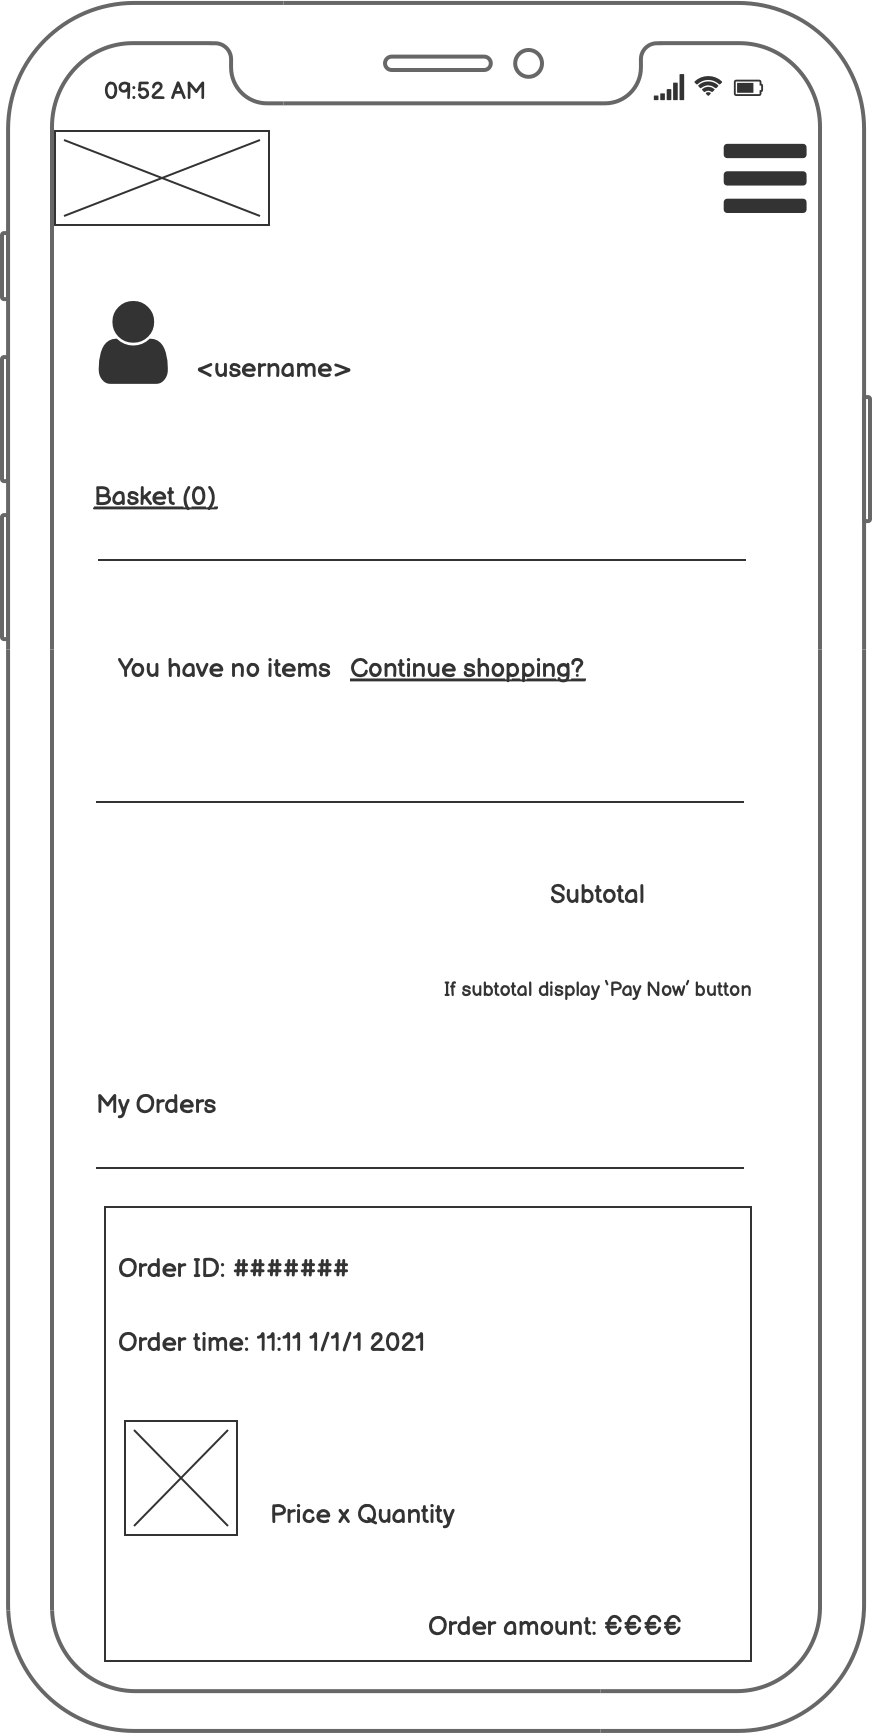 09:52 AM
<username>
Basket (0)
You have no items Continue shopping?
Subtotal
If subtotal display ‘Pay Now’ button
My Orders
Order ID: #######
Order time: 11:11 1/1/1 2021
Price x Quantity
Order amount: €€€€